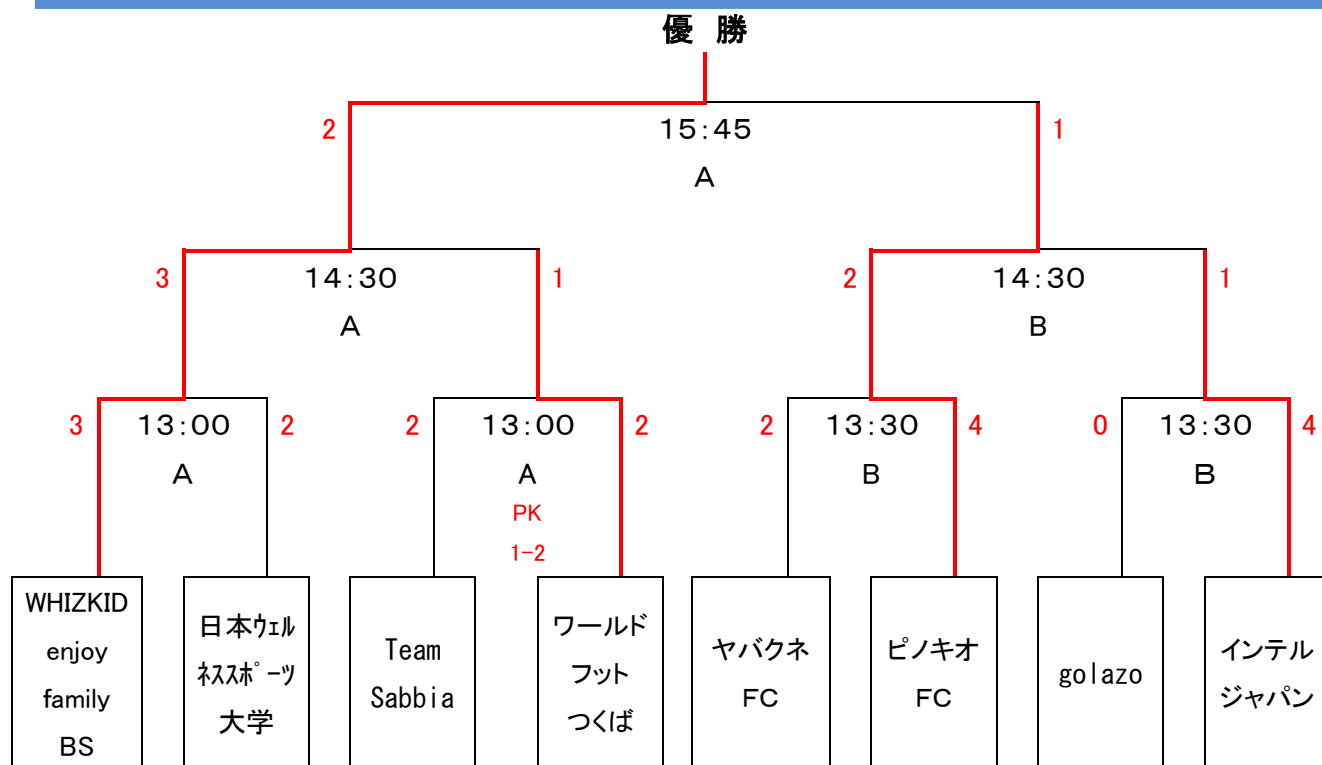 優 勝
2 15:45 1
A
3 14:30 1 2 14:30 1
A B
3 13:00 2 2 13:00 2 2 13:30 4 0 13:30 4
A A B B
PK
1-2
WHIZKID
enjoy
family
BS
日本ｳｪﾙ
ﾈｽｽﾎﾟｰﾂ
大学
Team
Sabbia
ワールド
フット
つくば
ヤバクネ
FC
ピノキオ
FC
golazo
インテル
ジャパン